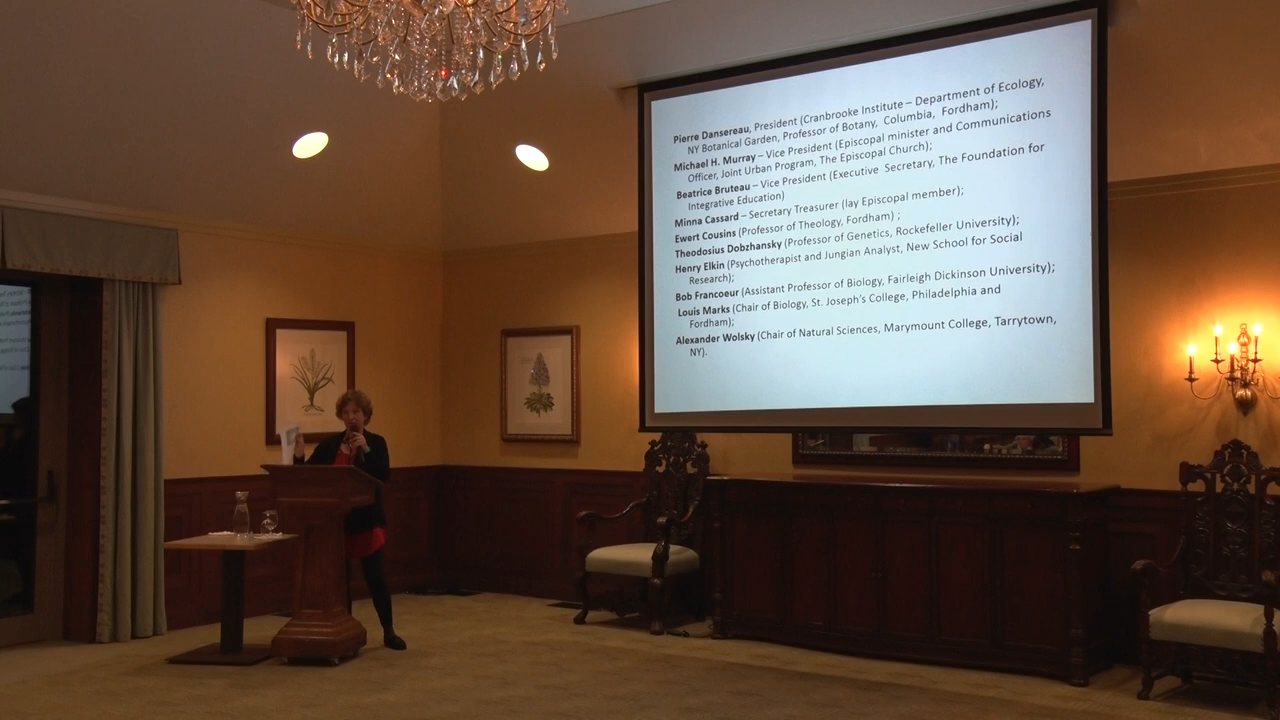 Pierre Dansereau, President (Cranbrooke Institute – Department of Ecology,
NY Botanical Garden, Professor of Botany, Columbia, Fordham);
Michael H. Murray – Vice President (Episcopal minister and Communications
Officer, Joint Urban Program, The Episcopal Church);
Beatrice Bruteau – Vice President (Executive Secretary, The Foundation for
Integrative Education)
Minna Cassard – Secretary Treasurer (lay Episcopal member);
Ewert Cousins (Professor of Theology, Fordham) ;
Theodosius Dobzhansky (Professor of Genetics, Rockefeller University);
Henry Elkin (Psychotherapist and Jungian Analyst, New School for Social
Research);
Bob Francoeur (Assistant Professor of Biology, Fairleigh Dickinson University);
Louis Marks (Chair of Biology, St. Joseph's College, Philadelphia and
Fordham);
Alexander Wolsky (Chair of Natural Sciences, Marymount College, Tarrytown,
NY).